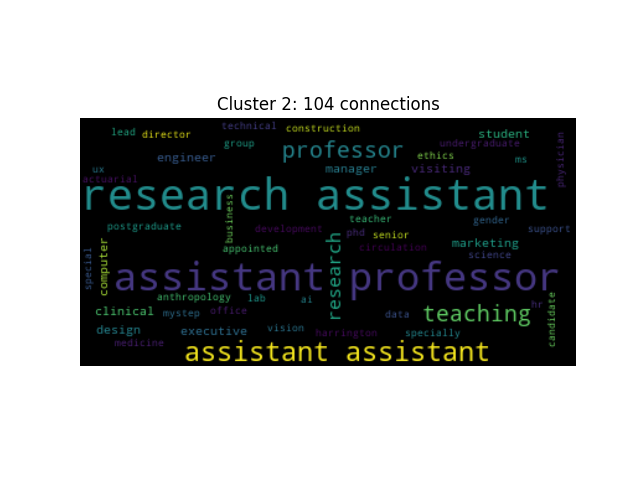 Cluster 2: 104 connections
lead director technical construction
group professor student
undergraduate
engineer ethics physician
ux manager visiting ms
actuarial
research assistant
postgraduate business teacher gender
development phd senior support
appointed circulation marketing
special computer science
assistant professor
research
anthropology lab ai hr
clinical mystep office data teaching candidate
design executive vision harrington specially
medicine assistant assistant